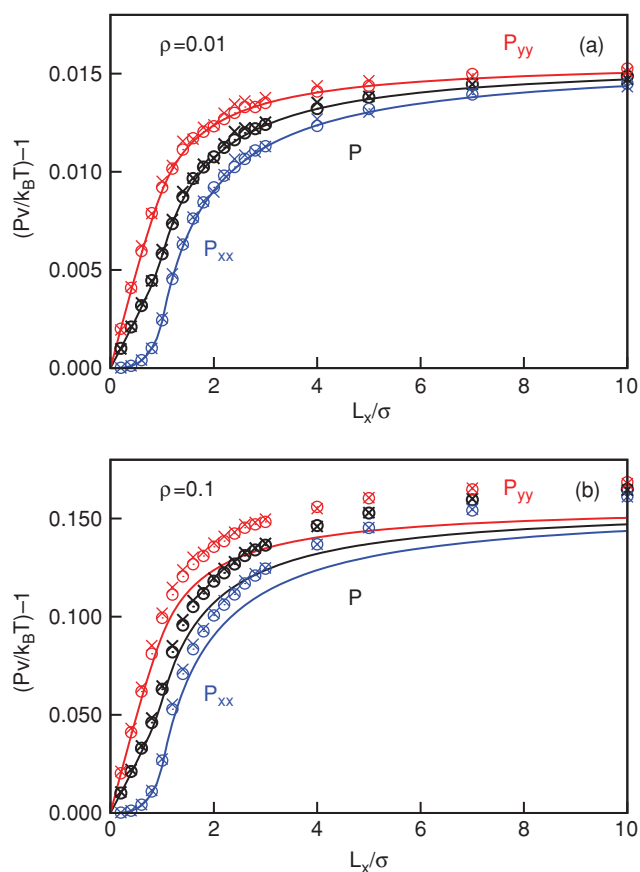 ρ=0.01
P_yy
(a)
0.015
0.010
0.005
0.000
P
P_xx
(Pv/k_BT)−1
0 2 4 6 8 10
L_x/σ
ρ=0.1
P_yy
(b)
0.150
0.100
0.050
0.000
P
P_xx
(Pv/k_BT)−1
0 2 4 6 8 10
L_x/σ